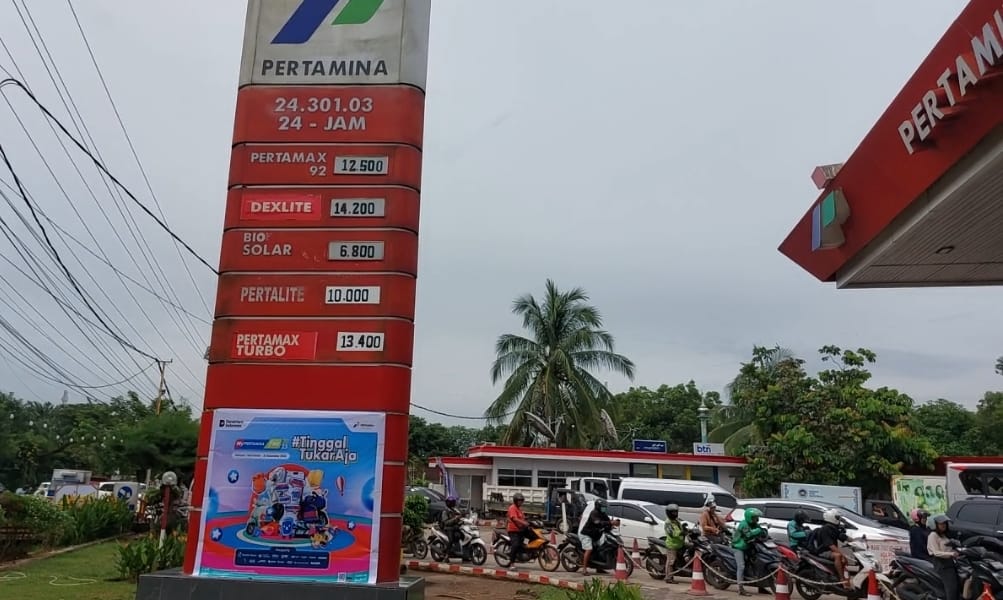 PERTAMINA
24.301.03
24 - JAM
PERTAMAX
92
12.500
DEXLITE
14.200
BIO
SOLAR
6.800
PERTALITE
10.000
PERTAMAX
TURBO
13.400
#Tinggal
TukarAja
PERTAMI
btn